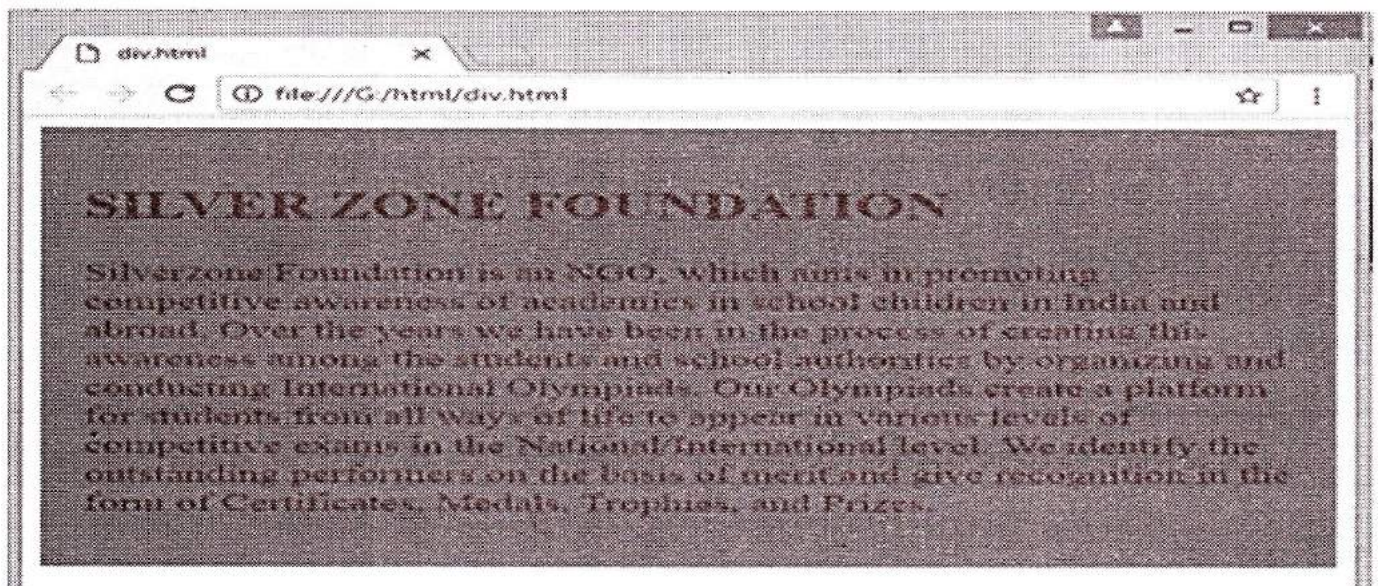 div.html
file:///G:/html/div.html
SILVER ZONE FOUNDATION
Silverzone Foundation is an NGO, which aims in promoting
competitive awareness of academics in school children in India and
abroad, Over the years we have been in the process of creating this
awareness among the students and school authorities by organizing and
conducting International Olympiads. Our Olympiads create a platform
for students from all ways of life to appear in various levels of
competitive exams in the National/International level. We identify the
outstanding performers on the basis of merit and give recognition in the
form of Certificates, Medals, Trophies, and Prizes.